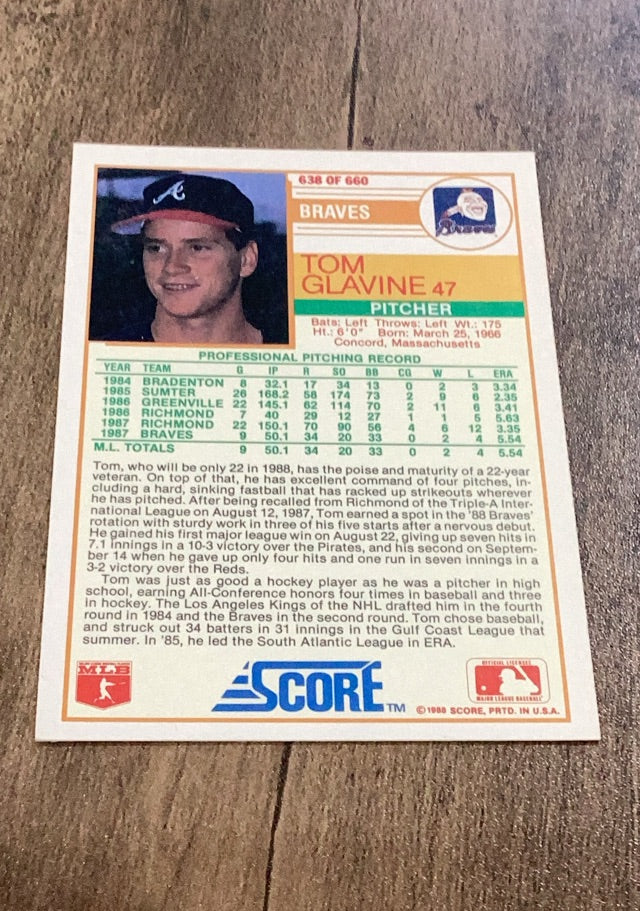 638 OF 660
BRAVES
Braves
TOM
GLAVINE 47
PITCHER
Bats: Left Throws: Left Wt.: 175
Ht.: 6'0" Born: March 25, 1966
Concord, Massachusetts
PROFESSIONAL PITCHING RECORD
YEAR TEAM G IP R SO BB CG W L ERA
1984 BRADENTON 8 32.1 17 34 13 0 2 3 3.34
1985 SUMTER 26 168.2 58 174 73 2 9 6 2.35
1986 GREENVILLE 22 145.1 62 114 70 2 11 6 3.41
1986 RICHMOND 7 40 29 12 27 1 1 5 5.63
1987 RICHMOND 22 150.1 70 90 56 4 6 12 3.35
1987 BRAVES 9 50.1 34 20 33 0 2 4 5.54
M.L. TOTALS 9 50.1 34 20 33 0 2 4 5.54
Tom, who will be only 22 in 1988, has the poise and maturity of a 22-year
veteran. On top of that, he has excellent command of four pitches, in-
cluding a hard, sinking fastball that has racked up strikeouts wherever
he has pitched. After being recalled from Richmond of the Triple-A Inter-
national League on August 12, 1987, Tom earned a spot in the '88 Braves'
rotation with sturdy work in three of his five starts after a nervous debut.
He gained his first major league win on August 22, giving up seven hits in
7.1 innings in a 10-3 victory over the Pirates, and his second on Septem-
ber 14 when he gave up only four hits and one run in seven innings in a
3-2 victory over the Reds.
Tom was just as good a hockey player as he was a pitcher in high
school, earning All-Conference honors four times in baseball and three
in hockey. The Los Angeles Kings of the NHL drafted him in the fourth
round in 1984 and the Braves in the second round. Tom chose baseball,
and struck out 34 batters in 31 innings in the Gulf Coast League that
summer. In '85, he led the South Atlantic League in ERA.
MLB
SCORE TM
OFFICIAL LICENSEE
MAJOR LEAGUE BASEBALL
©1988 SCORE, PRTD. IN U.S.A.